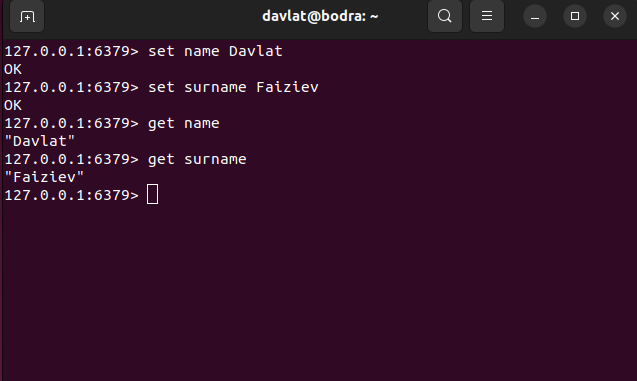 davlat@bodra: ~
127.0.0.1:6379> set name Davlat
OK
127.0.0.1:6379> set surname Faiziev
OK
127.0.0.1:6379> get name
"Davlat"
127.0.0.1:6379> get surname
"Faiziev"
127.0.0.1:6379>